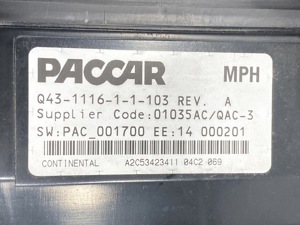 PACCAR MPH
Q43-1116-1-1-103 REV. A
Supplier Code:01035AC/QAC-3
SW:PAC_001700 EE:14 000201
CONTINENTAL A2C53423411 04C2 069